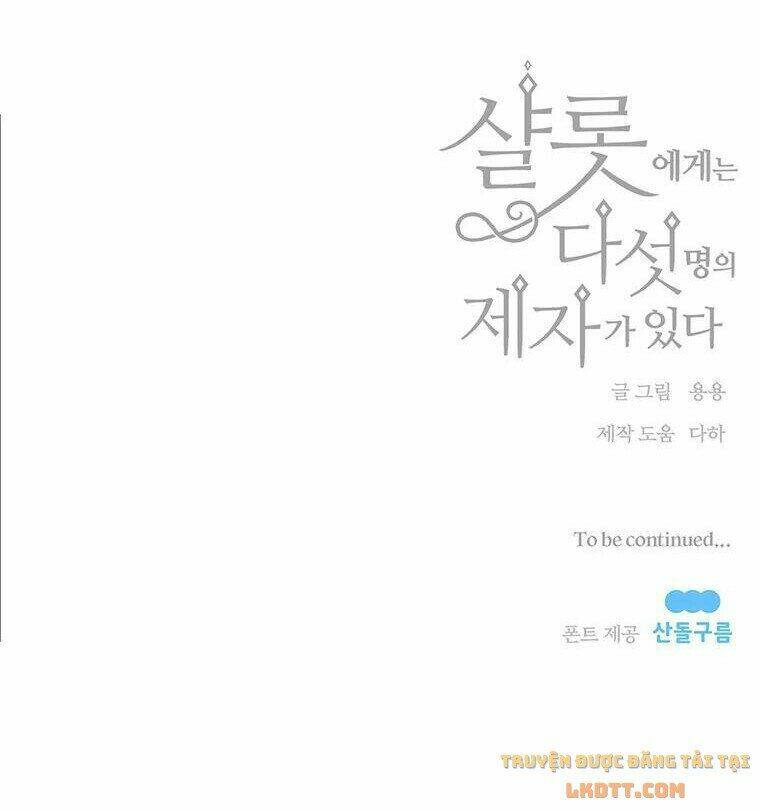 샬롯에게는
다섯명의
제자가 있다
글 그림 용용
제작 도움 다하
To be continued...
폰트 제공 산돌구름
TRUYỆN ĐƯỢC ĐĂNG TẢI TẠI
LKDTT.COM